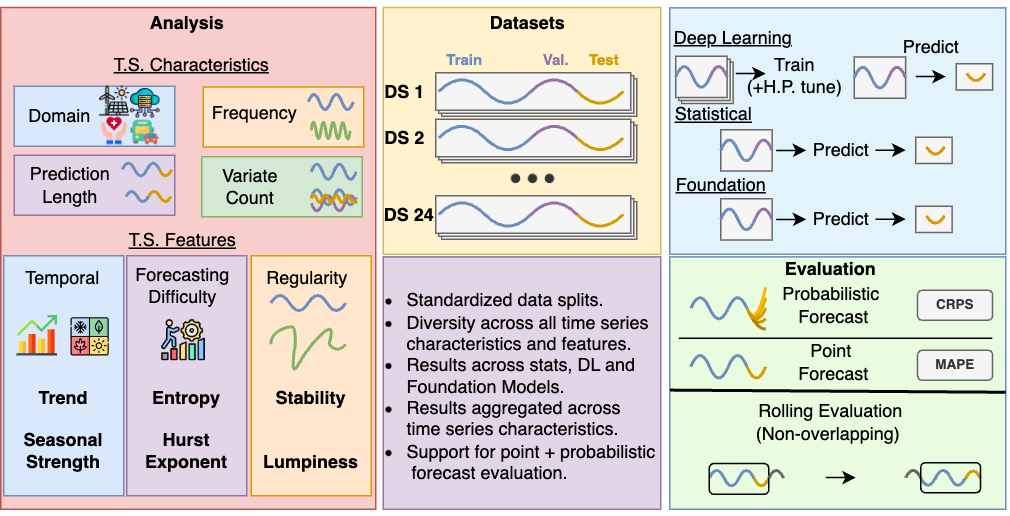 Analysis
T.S. Characteristics
Domain
Frequency
Prediction
Length
Variate
Count
T.S. Features
Temporal
Trend
Seasonal
Strength
Forecasting
Difficulty
Entropy
Hurst
Exponent
Regularity
Stability
Lumpiness
Datasets
Train Val. Test
DS 1
DS 2
DS 24
• Standardized data splits.
• Diversity across all time series
characteristics and features.
• Results across stats, DL and
Foundation Models.
• Results aggregated across
time series characteristics.
• Support for point + probabilistic
forecast evaluation.
Deep Learning
Train
(+H.P. tune)
Predict
Statistical
Predict
Foundation
Predict
Evaluation
Probabilistic
Forecast
CRPS
Point
Forecast
MAPE
Rolling Evaluation
(Non-overlapping)